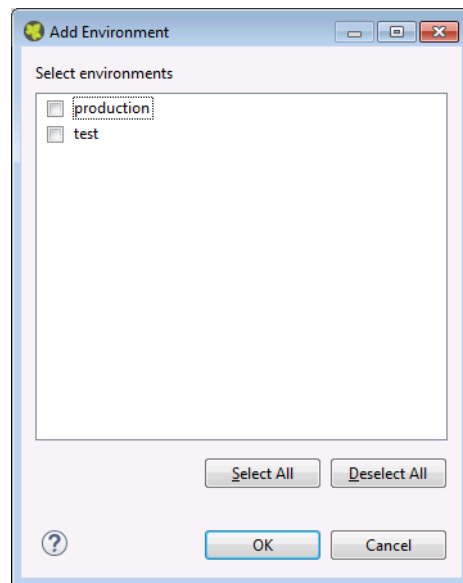 Add Environment
Select environments
production
test
Select All Deselect All
? OK Cancel